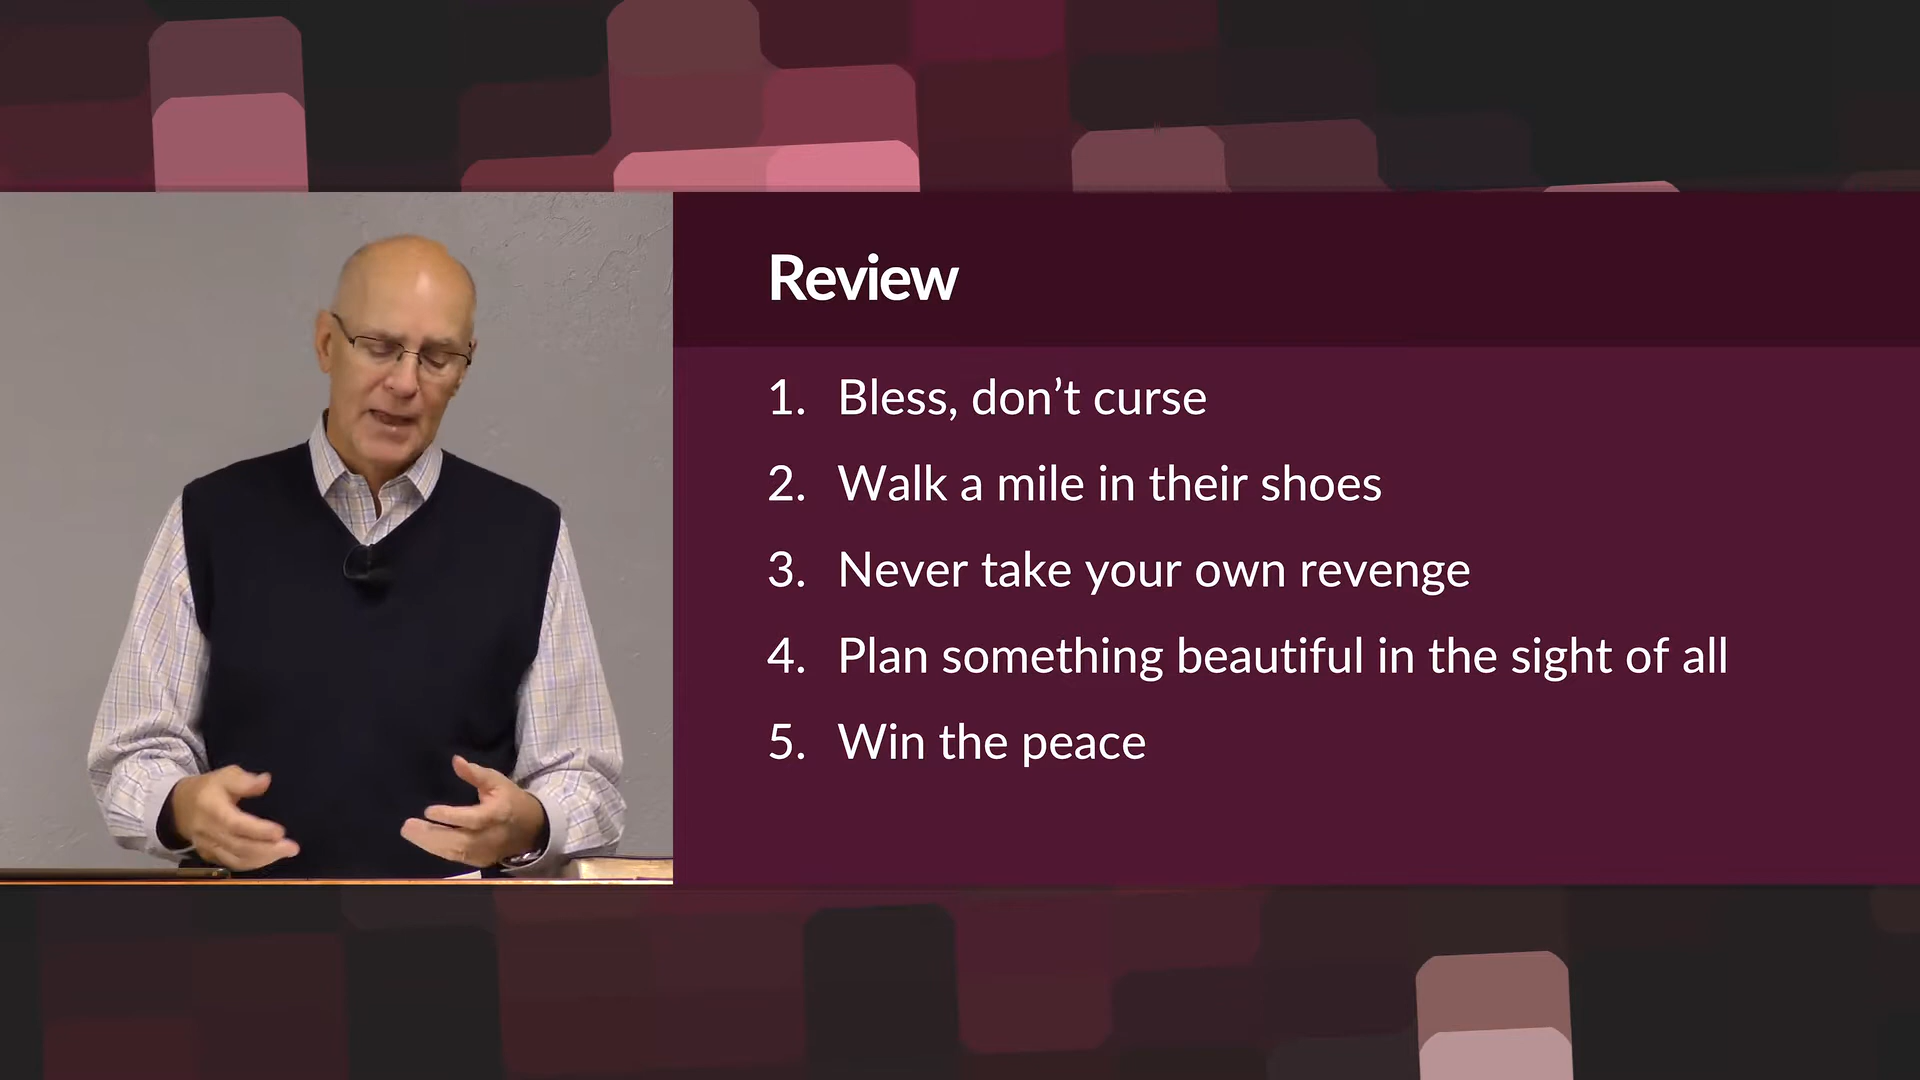 Review
1. Bless, don’t curse
2. Walk a mile in their shoes
3. Never take your own revenge
4. Plan something beautiful in the sight of all
5. Win the peace